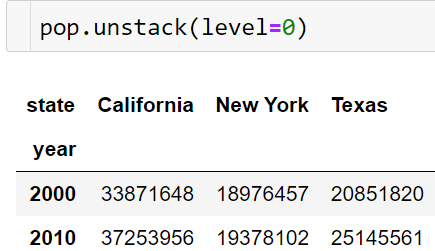 pop.unstack(level=0)
state California New York Texas
year
2000 33871648 18976457 20851820
2010 37253956 19378102 25145561